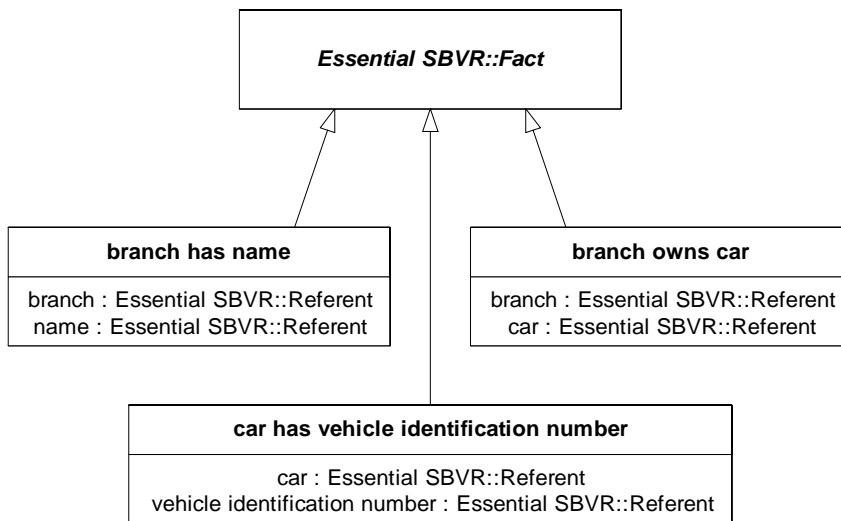 Essential SBVR::Fact
branch has name
branch : Essential SBVR::Referent
name : Essential SBVR::Referent
branch owns car
branch : Essential SBVR::Referent
car : Essential SBVR::Referent
car has vehicle identification number
car : Essential SBVR::Referent
vehicle identification number : Essential SBVR::Referent